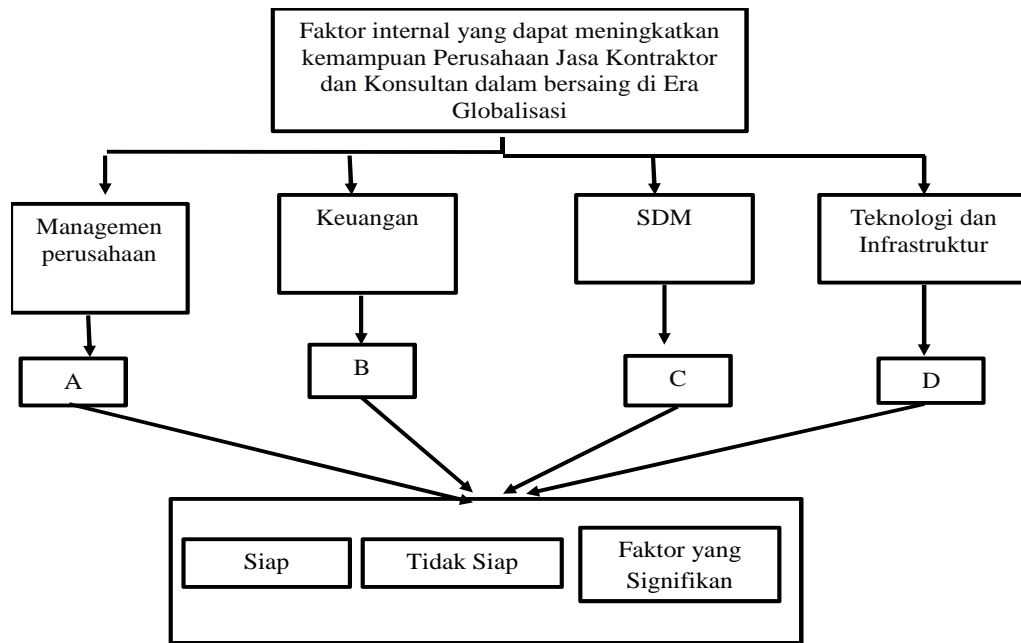 Faktor internal yang dapat meningkatkan
kemampuan Perusahaan Jasa Kontraktor
dan Konsultan dalam bersaing di Era
Globalisasi
Managemen
perusahaan
Keuangan
SDM
Teknologi dan
Infrastruktur
A
B
C
D
Siap
Tidak Siap
Faktor yang
Signifikan